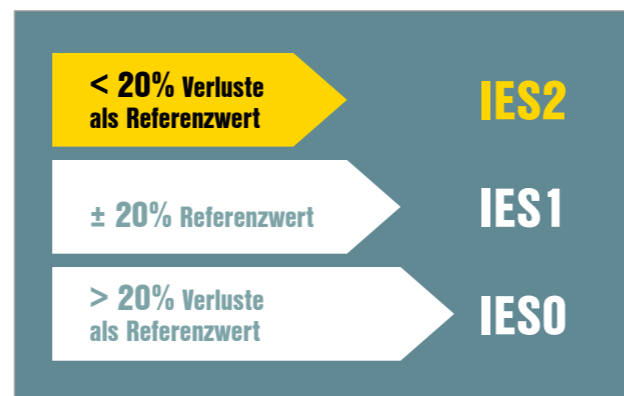 < 20% Verluste
als Referenzwert
IES2
± 20% Referenzwert
IES1
> 20% Verluste
als Referenzwert
IES0